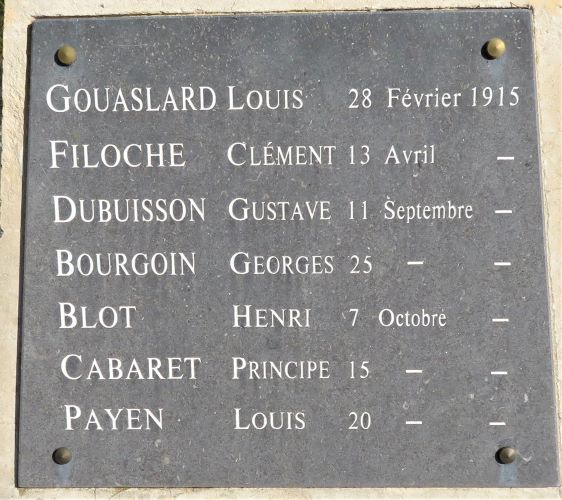 GOUASLARD LOUIS 28 Février 1915
FILOCHE CLÉMENT 13 Avril –
DUBUISSON GUSTAVE 11 Septembre –
BOURGOIN GEORGES 25 – –
BLOT HENRI 7 Octobre –
CABARET PRINCIPE 15 – –
PAYEN LOUIS 20 – –